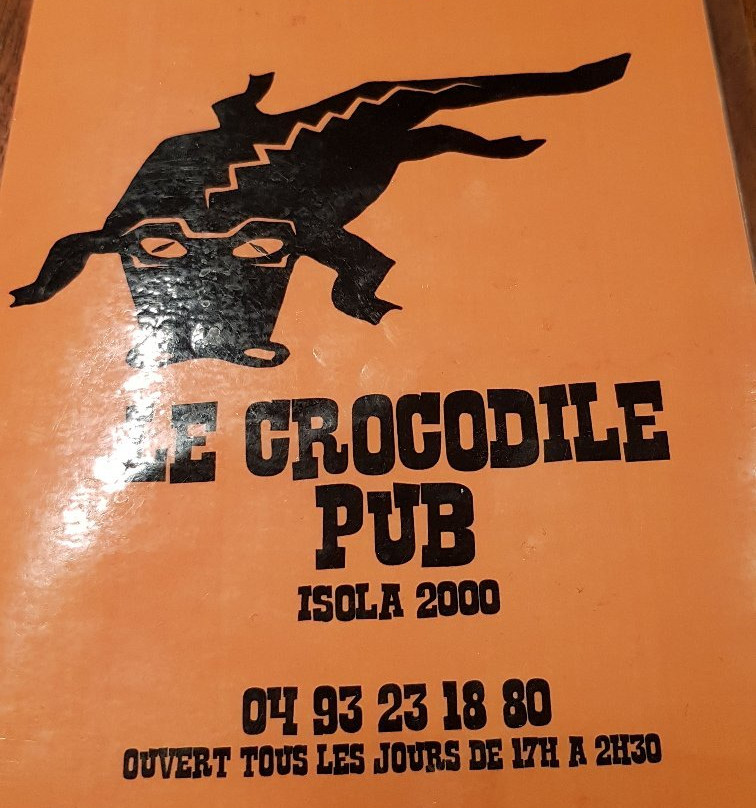 LE CROCODILE
PUB
ISOLA 2000
04 93 23 18 80
OUVERT TOUS LES JOURS DE 17H A 2H30